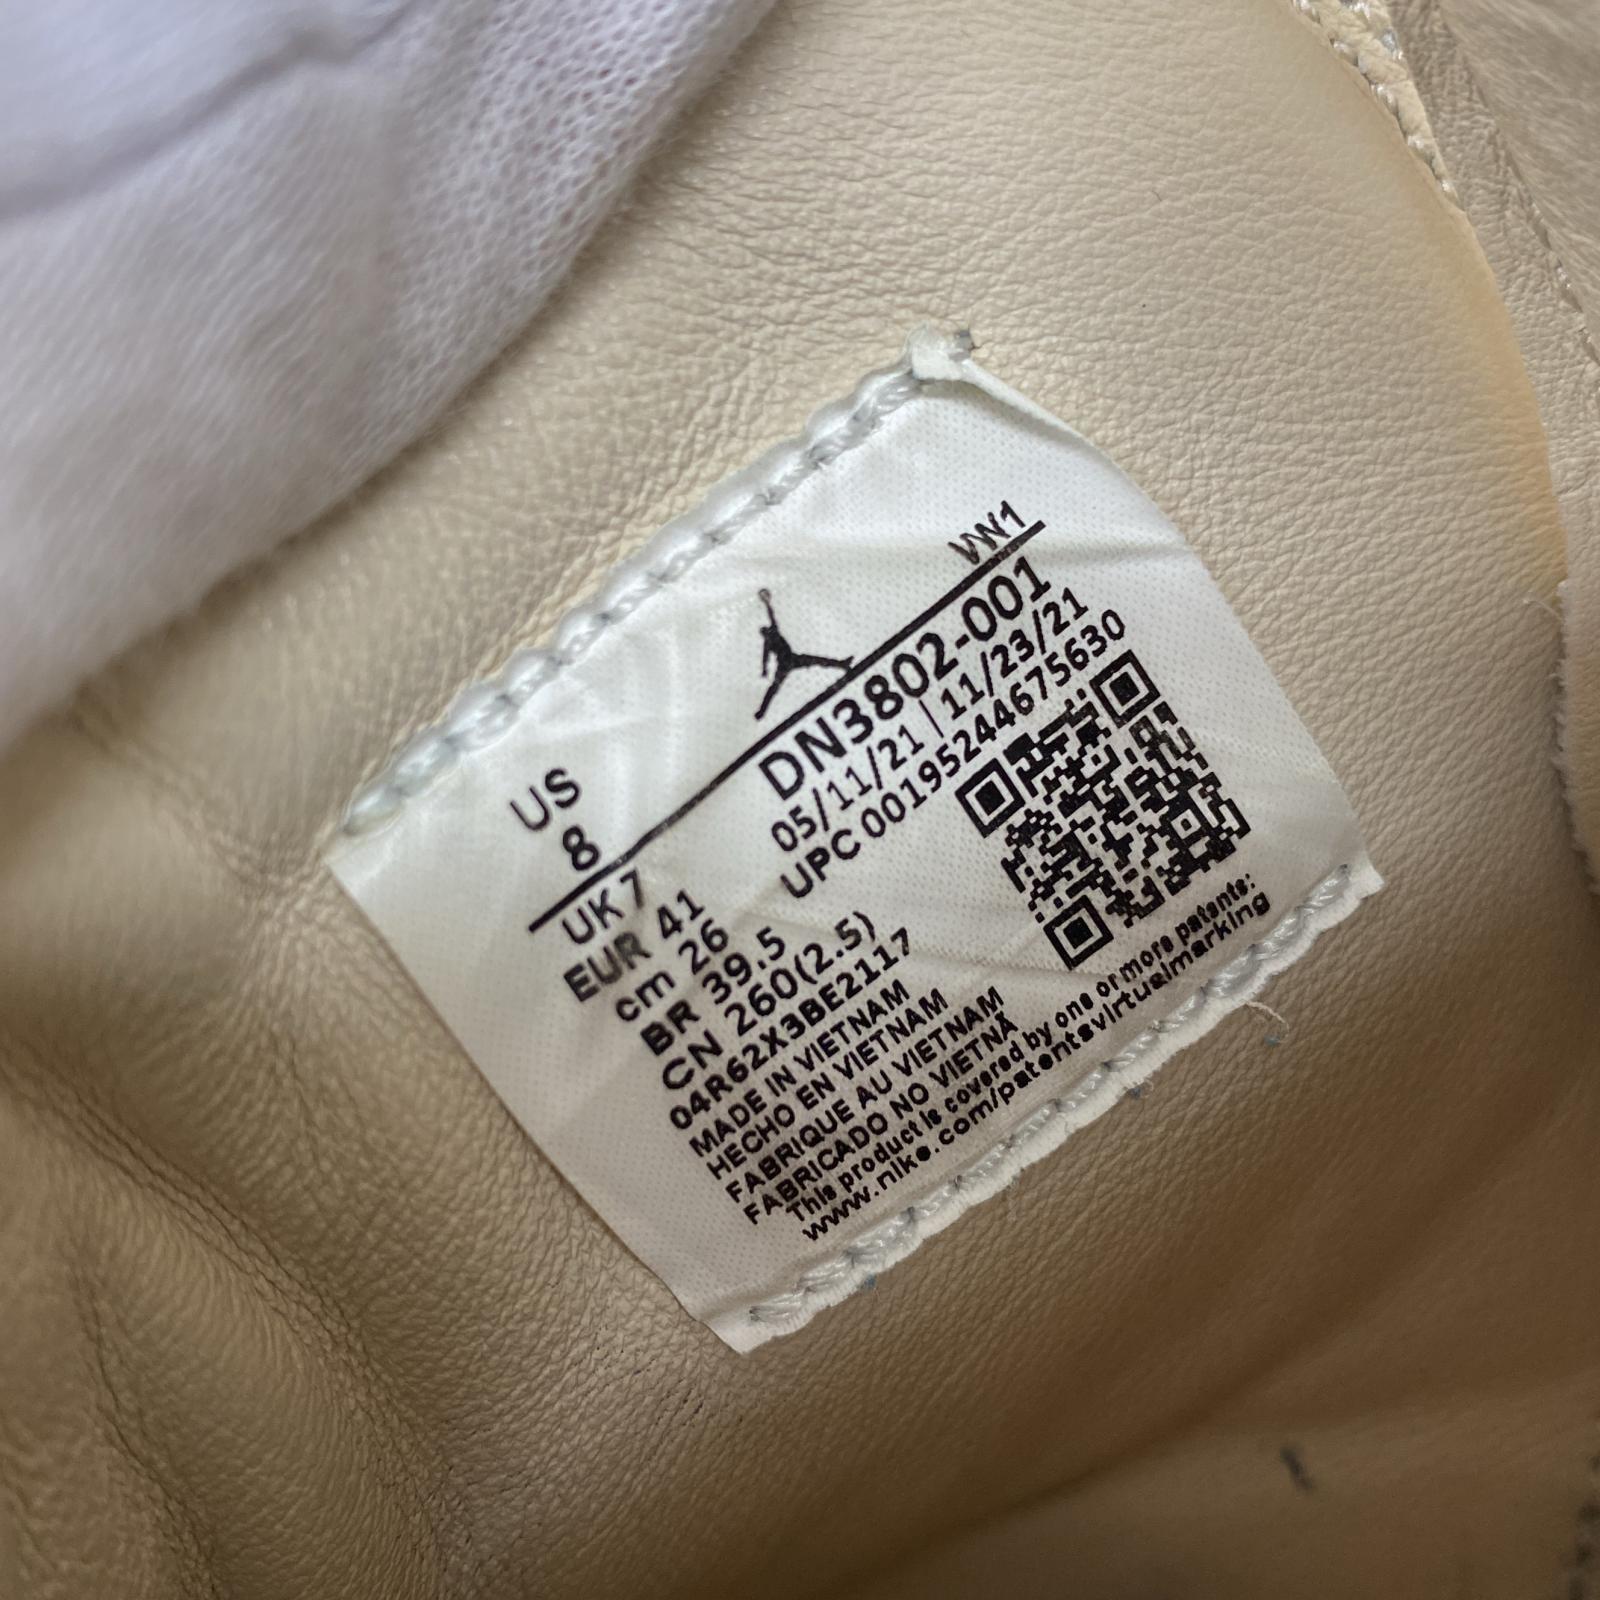 VN1
US
8
DN3802-001
05/11/21 | 11/23/21
UPC 00195244675630
UK 7
EUR 41
cm 26
BR 39.5
CN 260(2.5)
04R62X3BE2117
MADE IN VIETNAM
HECHO EN VIETNAM
FABRIQUE AU VIETNAM
FABRICADO NO VIETNÃ
This product is covered by one or more patents:
www.nike.com/patentsvirtualmarking